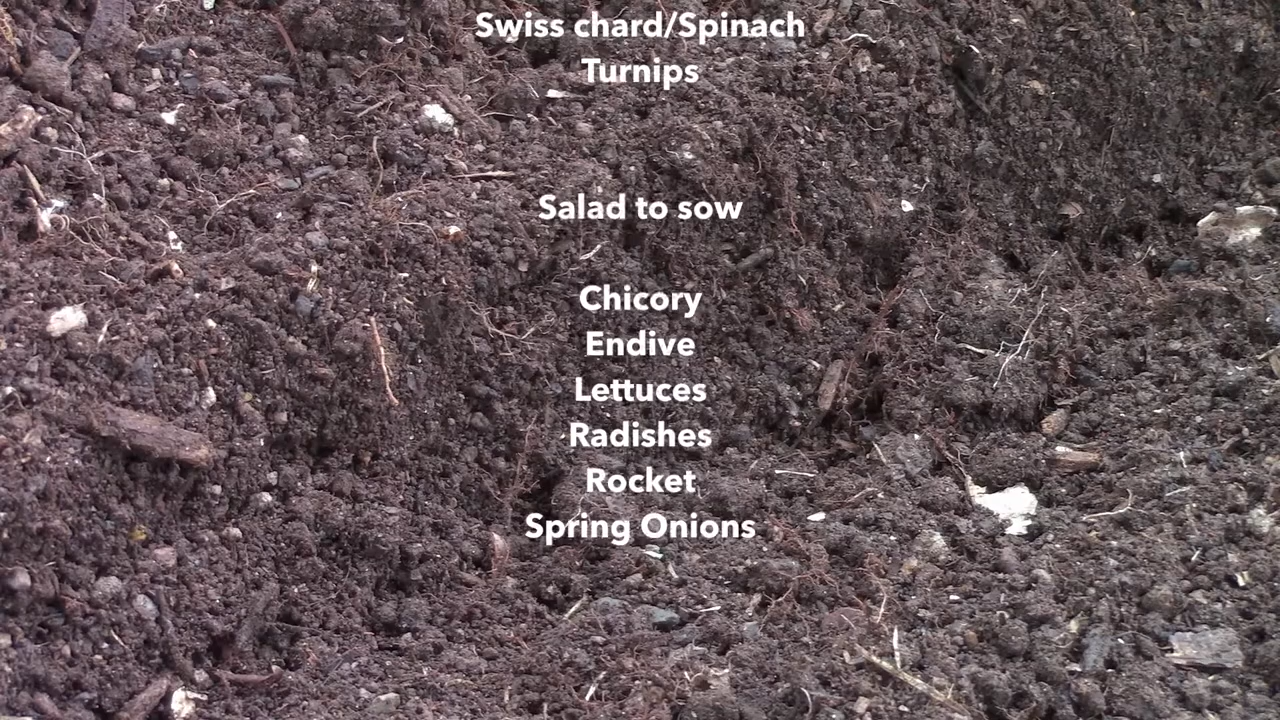 Swiss chard/Spinach
Turnips
Salad to sow
Chicory
Endive
Lettuces
Radishes
Rocket
Spring Onions